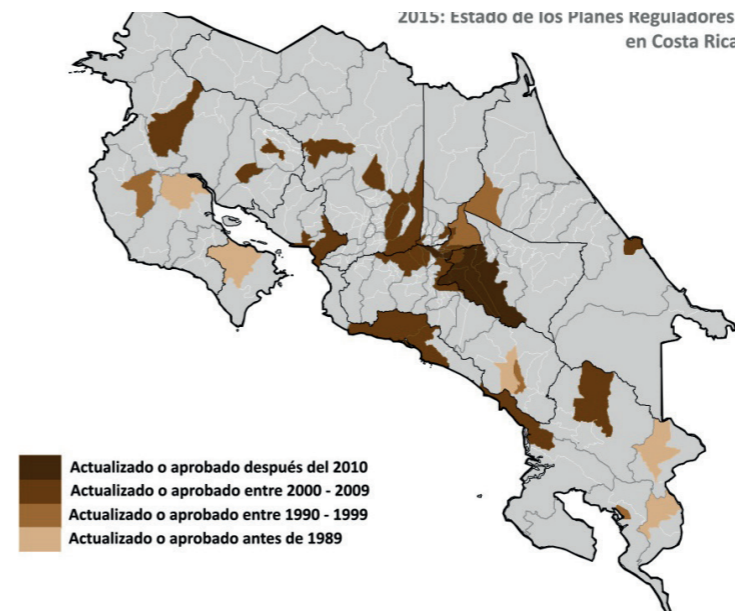 2015: Estado de los Planes Reguladores
en Costa Rica
Actualizado o aprobado después del 2010
Actualizado o aprobado entre 2000 - 2009
Actualizado o aprobado entre 1990 - 1999
Actualizado o aprobado antes de 1989